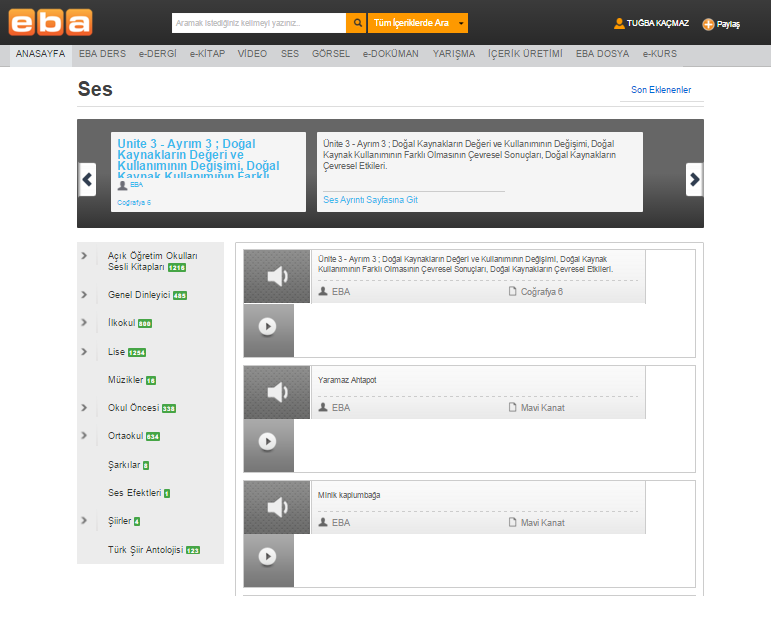 eba
Aramak istediğiniz kelimeyi yazınız..
Tüm İçeriklerde Ara
TUĞBA KAÇMAZ
Paylaş
ANASAYFA EBA DERS e-DERGİ e-KİTAP VİDEO SES GÖRSEL e-DOKÜMAN YARIŞMA İÇERİK ÜRETİMİ EBA DOSYA e-KURS
Ses
Son Eklenenler
Ünite 3 - Ayrım 3 ; Doğal
Kaynakların Değeri ve
Kullanımının Değişimi, Doğal
Kaynak Kullanımının Farklı
EBA
Coğrafya 6
Ünite 3 - Ayrım 3 ; Doğal Kaynakların Değeri ve Kullanımının Değişimi, Doğal
Kaynak Kullanımının Farklı Olmasının Çevresel Sonuçları, Doğal Kaynakların
Çevresel Etkileri.
Ses Ayrıntı Sayfasına Git
Açık Öğretim Okulları
Sesli Kitapları 1216
Genel Dinleyici 485
İlkokul 800
Lise 1254
Müzikler 16
Okul Öncesi 338
Ortaokul 634
Şarkılar 8
Ses Efektleri 1
Şiirler 4
Türk Şiir Antolojisi 123
Ünite 3 - Ayrım 3 ; Doğal Kaynakların Değeri ve Kullanımının Değişimi, Doğal Kaynak
Kullanımının Farklı Olmasının Çevresel Sonuçları, Doğal Kaynakların Çevresel Etkileri.
EBA Coğrafya 6
Yaramaz Ahtapot
EBA Mavi Kanat
Minik kaplumbağa
EBA Mavi Kanat